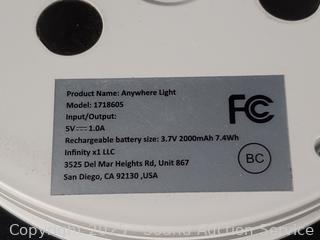 Product Name: Anywhere Light
Model: 1718605
Input/Output:
5V⎓1.0A
Rechargeable battery size: 3.7V 2000mAh 7.4Wh
Infinity x1 LLC
3525 Del Mar Heights Rd, Unit 867
San Diego, CA 92130 ,USA
FC
BC